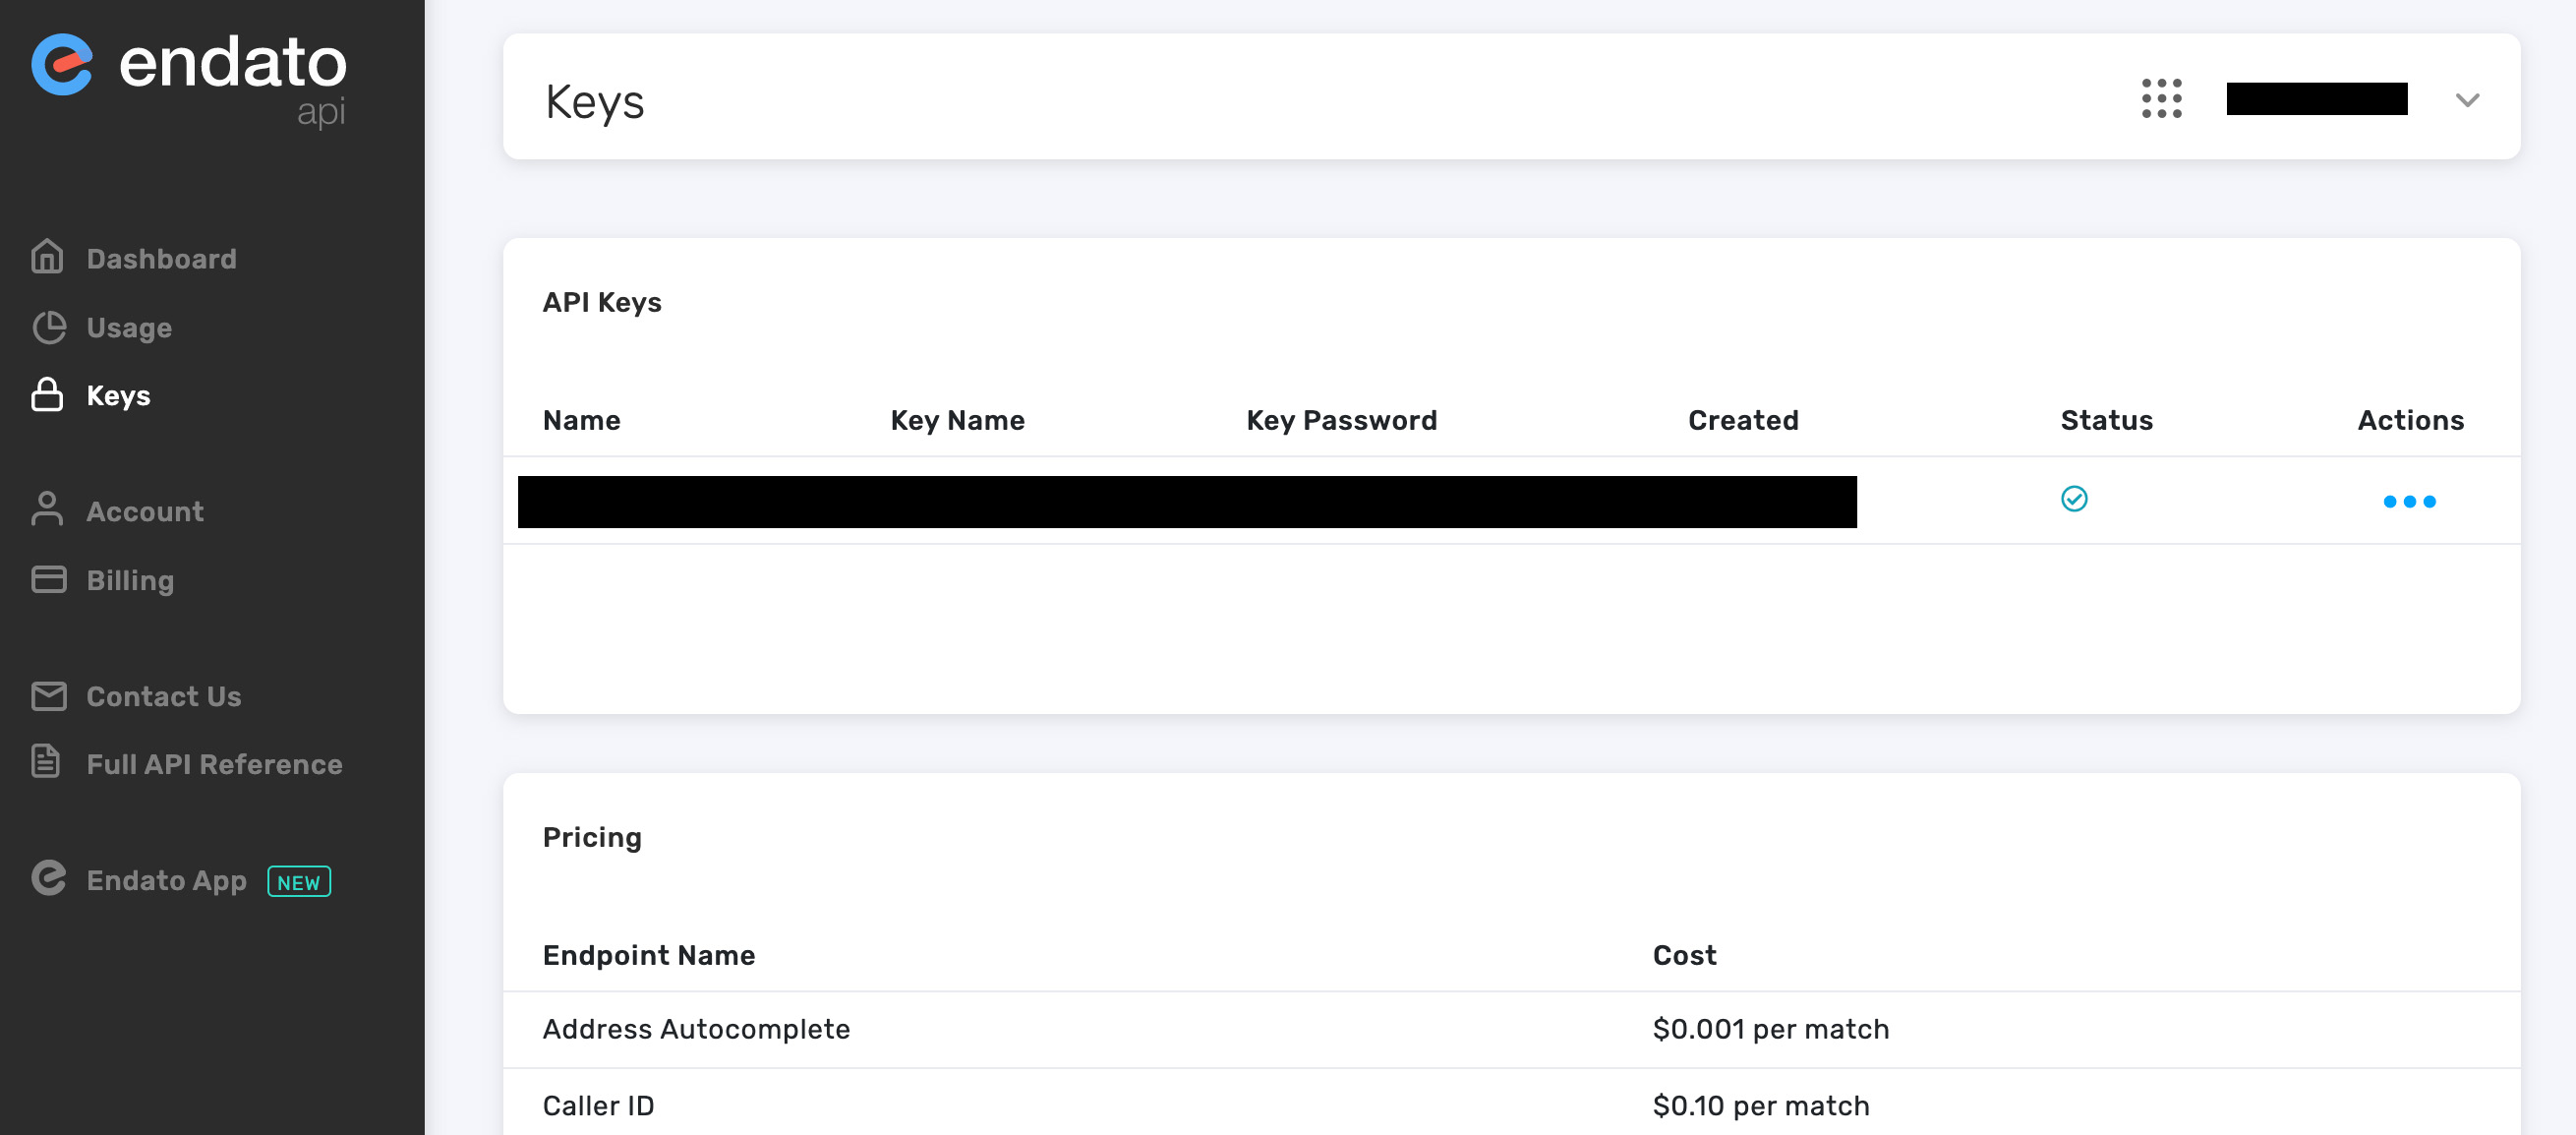 endato
api
Dashboard
Usage
Keys
Account
Billing
Contact Us
Full API Reference
Endato App NEW
Keys
API Keys
Name Key Name Key Password Created Status Actions
Pricing
Endpoint Name Cost
Address Autocomplete $0.001 per match
Caller ID $0.10 per match